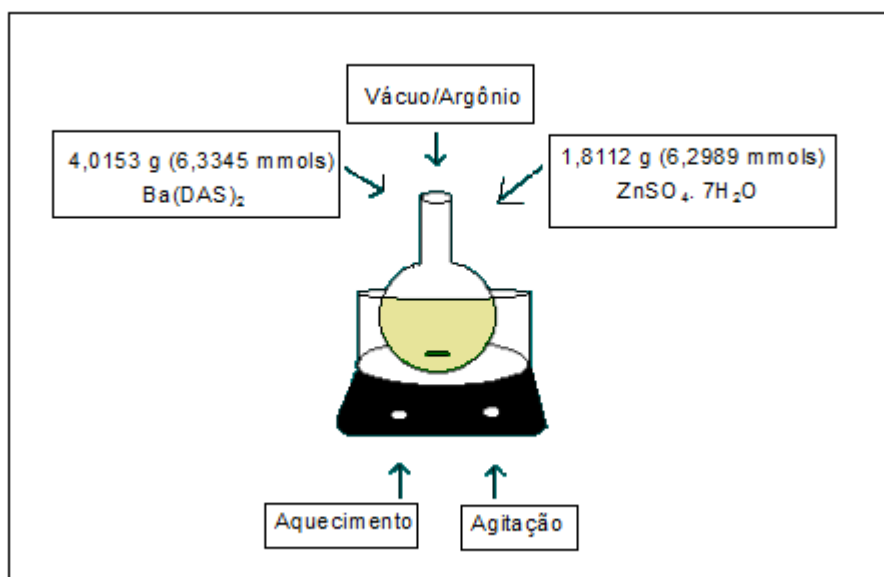 Vácuo/Argônio
4,0153 g (6,3345 mmols)
Ba(DAS)₂
1,8112 g (6,2989 mmols)
ZnSO₄. 7H₂O
Aquecimento
Agitação